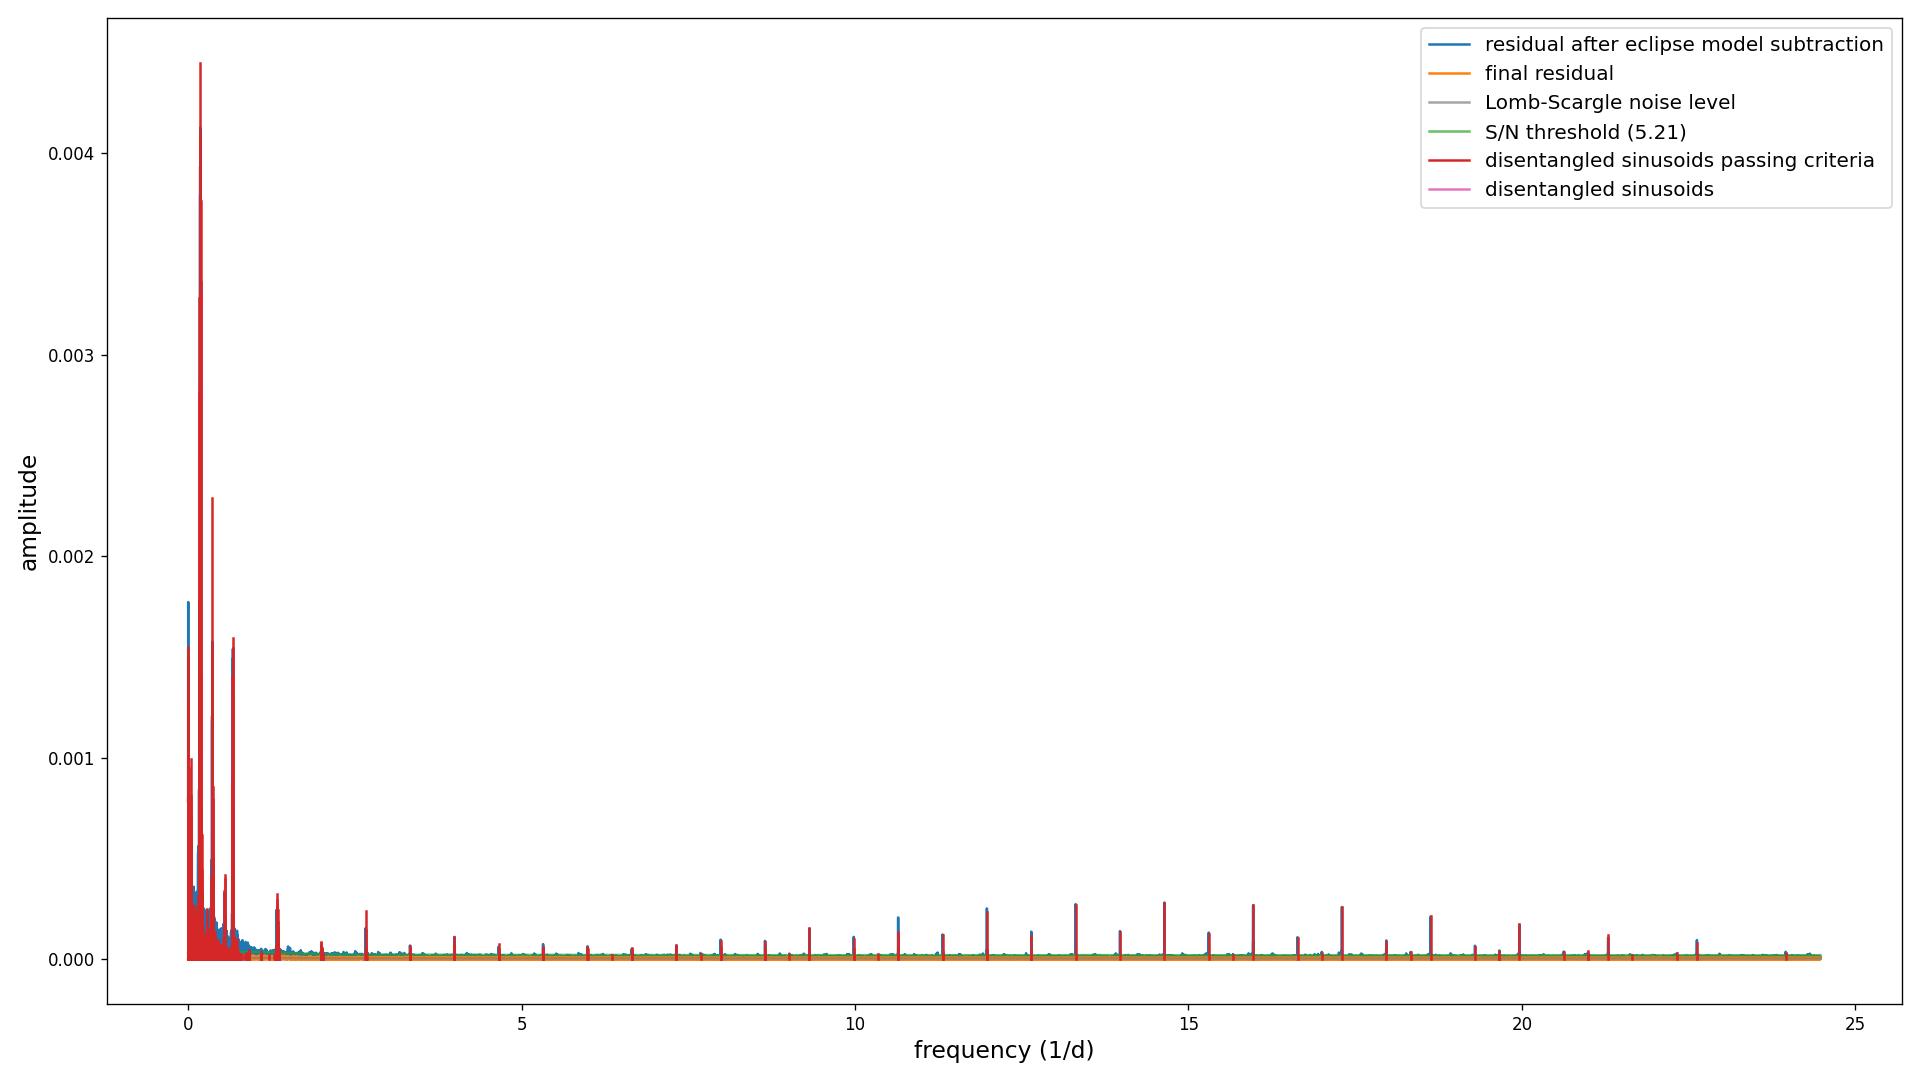 residual after eclipse model subtraction
final residual
Lomb-Scargle noise level
S/N threshold (5.21)
disentangled sinusoids passing criteria
disentangled sinusoids
0.004
0.003
0.002
0.001
0.000
amplitude
0 5 10 15 20 25
frequency (1/d)